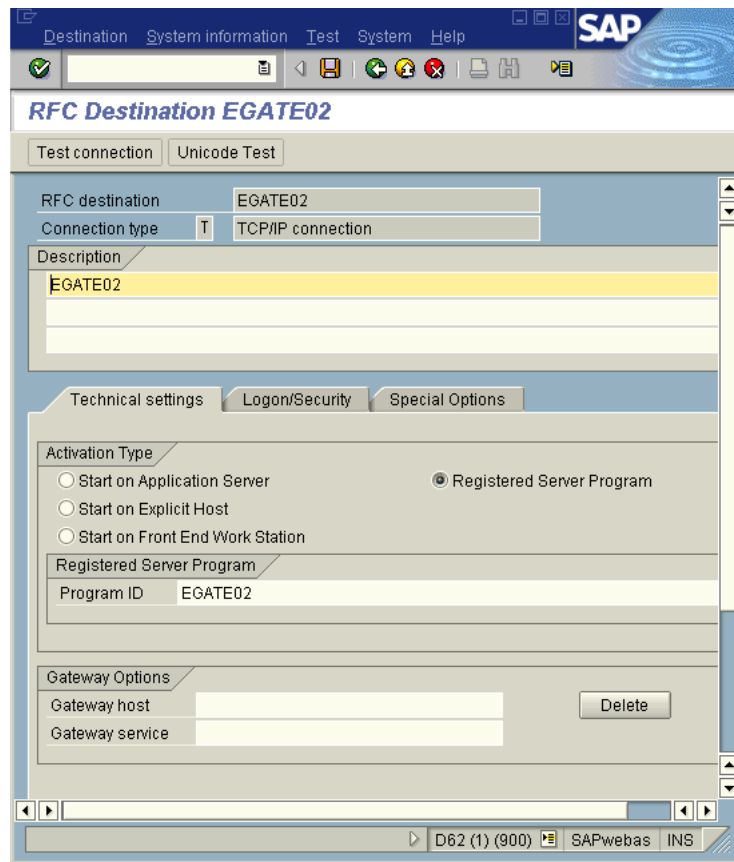 Destination System information Test System Help
SAP
RFC Destination EGATE02
Test connection Unicode Test
RFC destination EGATE02
Connection type T TCP/IP connection
Description
EGATE02
Technical settings Logon/Security Special Options
Activation Type
Start on Application Server Registered Server Program
Start on Explicit Host
Start on Front End Work Station
Registered Server Program
Program ID EGATE02
Gateway Options
Gateway host Delete
Gateway service
D62 (1) (900) SAPwebas INS